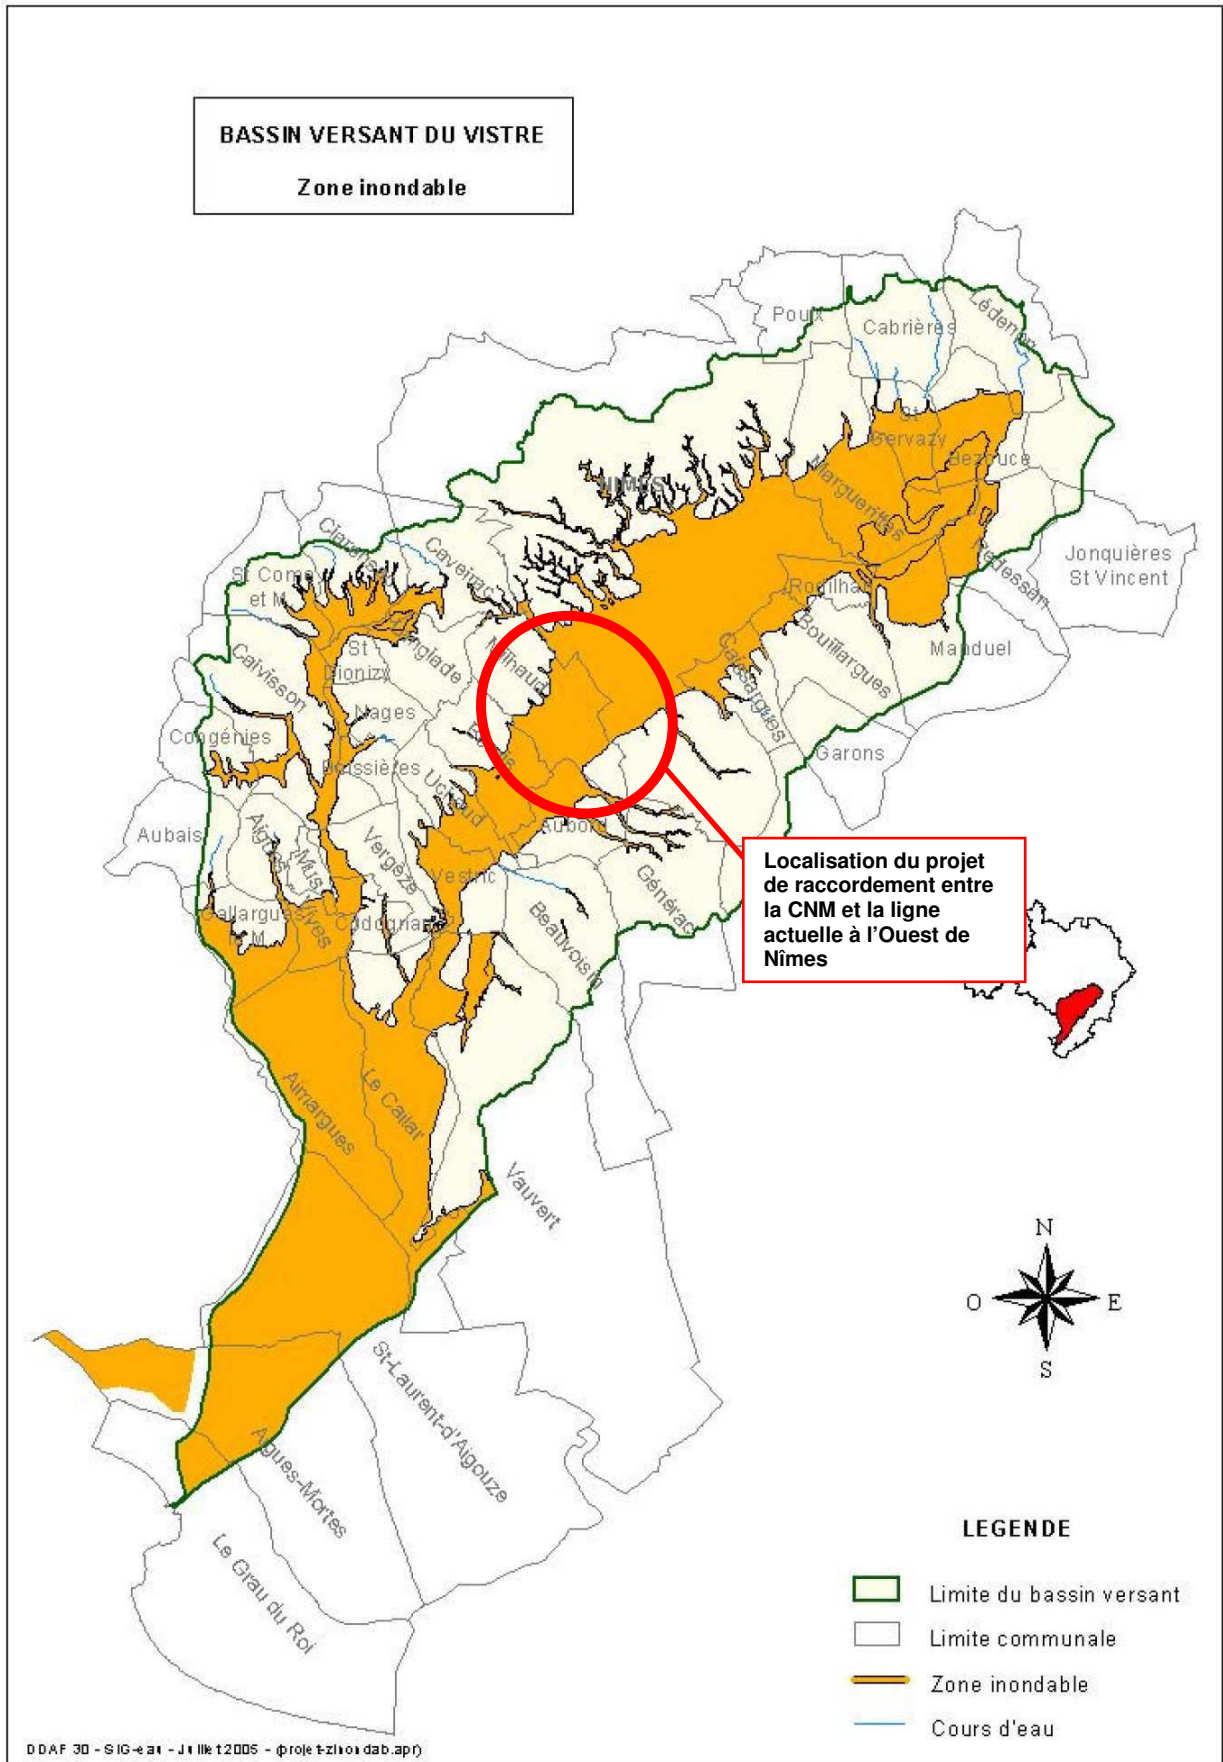 BASSIN VERSANT DU VISTRE
Zone inondable
Poulx
Cabrières
Lédenon
St
Gervazy
Bezouce
NIMES
Marguerittes
Redessan
Jonquières
St Vincent
Clarensac
Caveirac
St Come
et M.
Rodilhan
Bouillargues
Manduel
Langlade
Milhaud
St
Dionizy
Calvisson
Caissargues
Nages
Congénies
Boissières
Bernis
Uchaud
Garons
Aubais
Aigues
Mus
Vergèze
Aubord
Vestric
Générac
Localisation du projet
de raccordement entre
la CNM et la ligne
actuelle à l'Ouest de
Nîmes
Gallargues
le M.
Vives
Codognan
Beauvoisin
Aimargues
Le Cailar
Vauvert
N
O
E
S
St-Laurent-d'Aigouze
Aigues-Mortes
Le Grau du Roi
LEGENDE
Limite du bassin versant
Limite communale
Zone inondable
Cours d'eau
DDAF 30 - SIG-eau - Juillet 2005 - (projet-zinondab.apr)